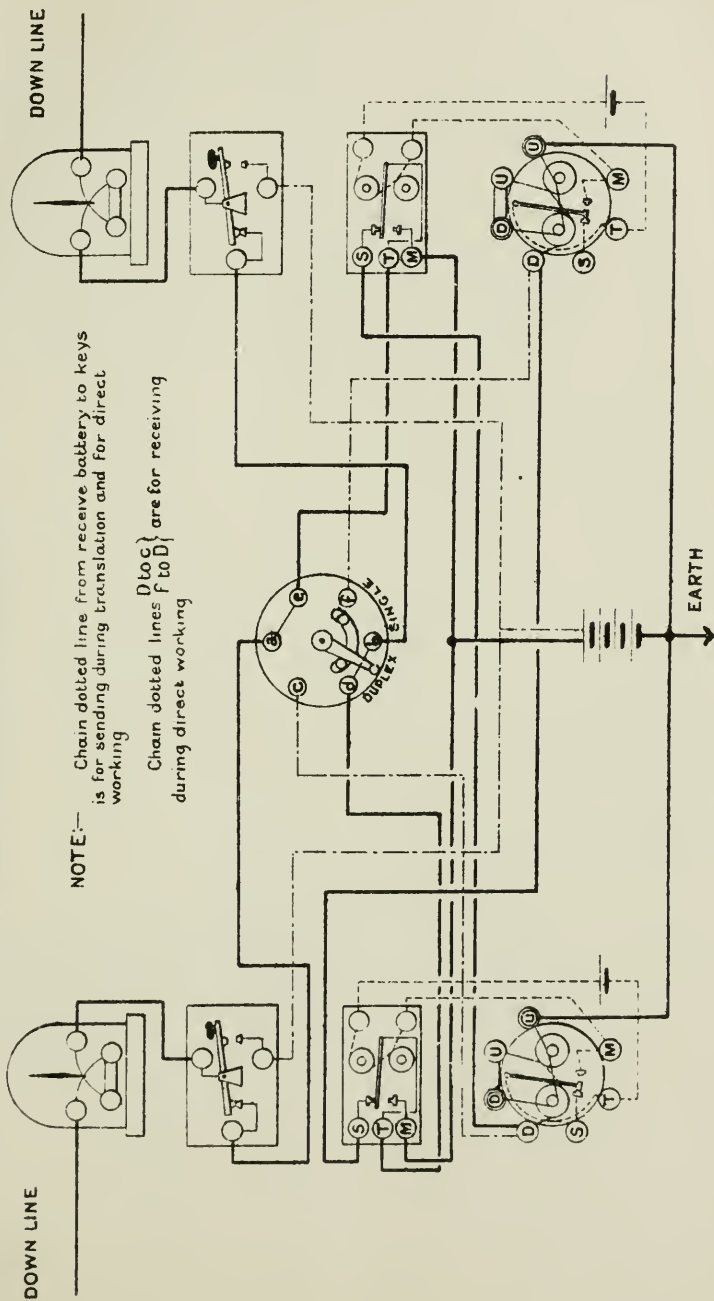 DOWN LINE
DOWN LINE
NOTE:— Chain dotted line from receive battery to keys
is for sending during translation and for direct
working
Chain dotted lines D to c } are for receiving
f to D }
during direct working
a
c
e
d
f
b
DUPLEX
SINGLE
S
T
M
S
T
M
D
D
U
U
S
T
M
D
D
U
U
S
T
M
EARTH